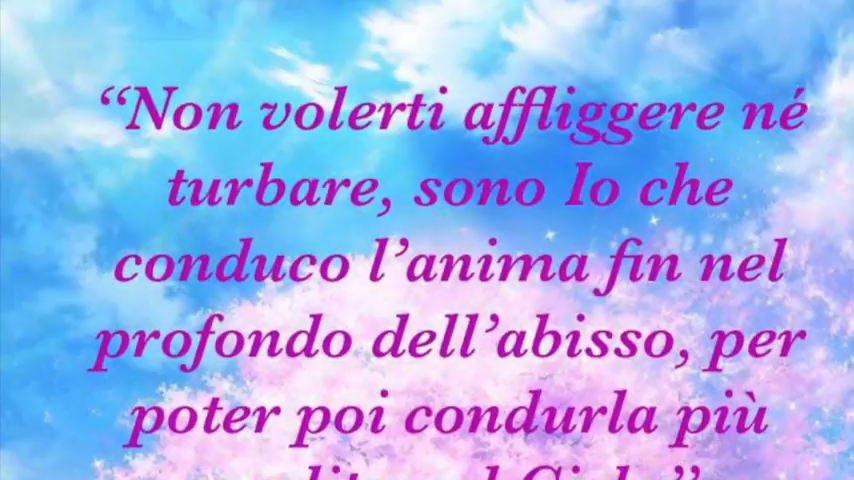 “Non volerti affliggere né
turbare, sono Io che
conduco l’anima fin nel
profondo dell’abisso, per
poter poi condurla più